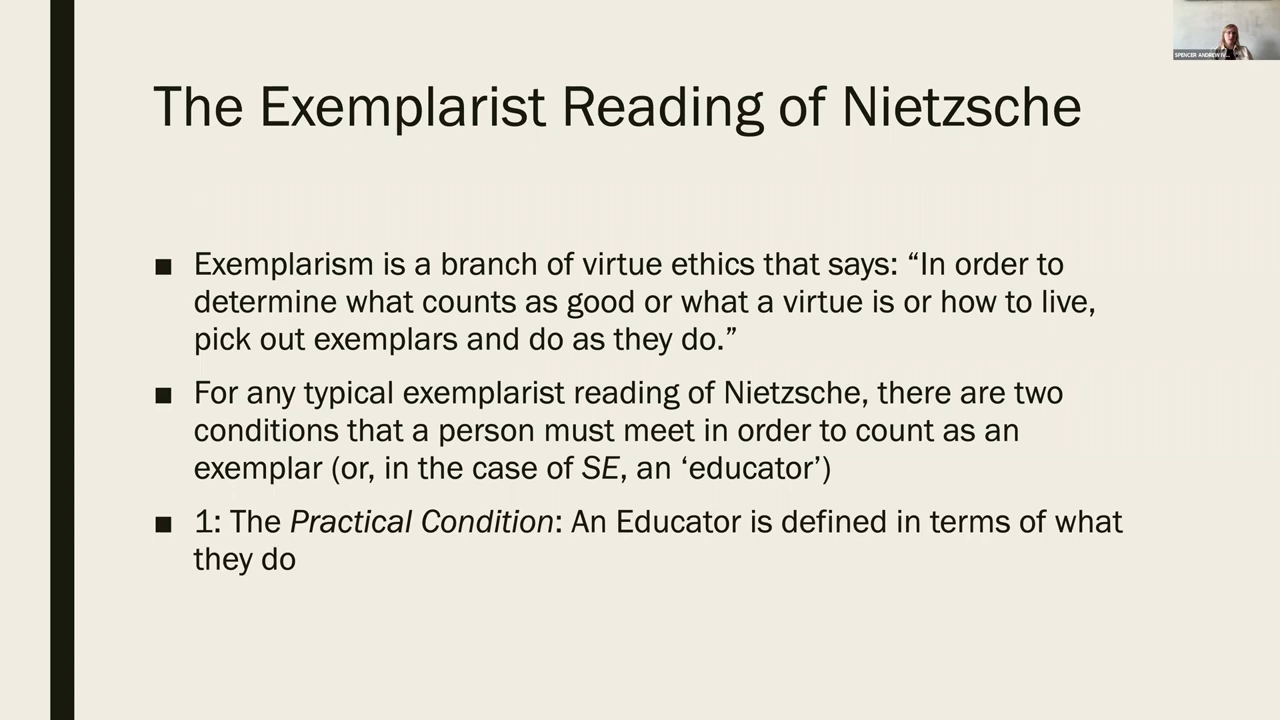 SPENCER ANDREW
The Exemplarist Reading of Nietzsche
■ Exemplarism is a branch of virtue ethics that says: “In order to
determine what counts as good or what a virtue is or how to live,
pick out exemplars and do as they do.”
■ For any typical exemplarist reading of Nietzsche, there are two
conditions that a person must meet in order to count as an
exemplar (or, in the case of SE, an ‘educator’)
■ 1: The Practical Condition: An Educator is defined in terms of what
they do